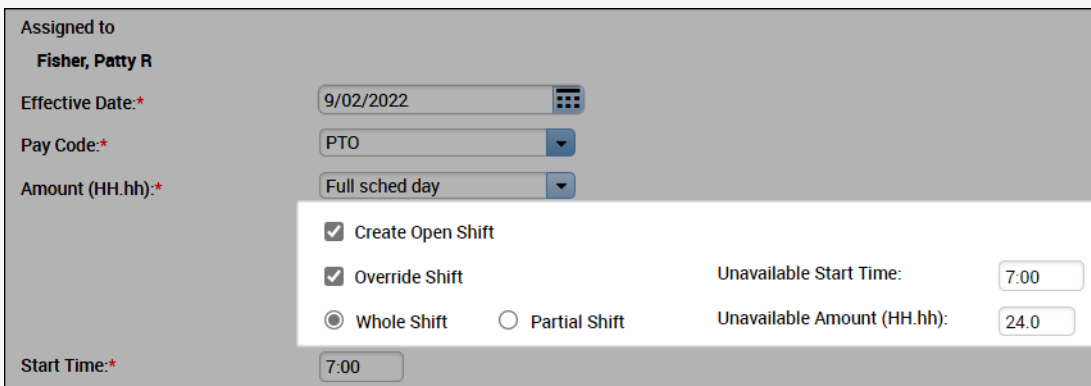 Assigned to
Fisher, Patty R
Effective Date:* 9/02/2022
Pay Code:* PTO
Amount (HH.hh):* Full sched day
Create Open Shift
Override Shift Unavailable Start Time: 7:00
Whole Shift Partial Shift Unavailable Amount (HH.hh): 24.0
Start Time:* 7:00